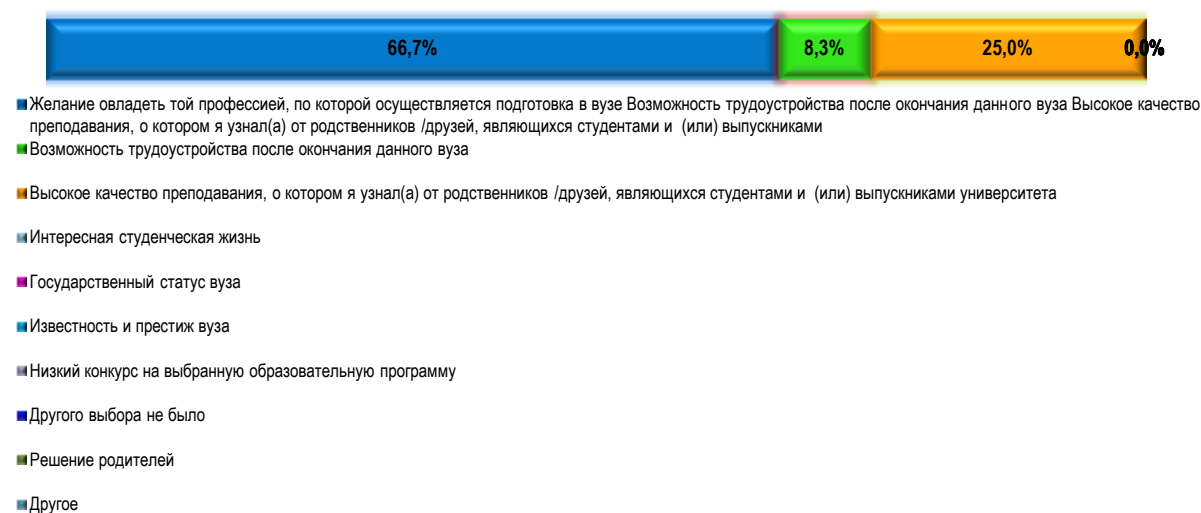 66,7% 8,3% 25,0% 0,0%
Желание овладеть той профессией, по которой осуществляется подготовка в вузе Возможность трудоустройства после окончания данного вуза Высокое качество
преподавания, о котором я узнал(а) от родственников /друзей, являющихся студентами и (или) выпускниками
Возможность трудоустройства после окончания данного вуза
Высокое качество преподавания, о котором я узнал(а) от родственников /друзей, являющихся студентами и (или) выпускниками университета
Интересная студенческая жизнь
Государственный статус вуза
Известность и престиж вуза
Низкий конкурс на выбранную образовательную программу
Другого выбора не было
Решение родителей
Другое